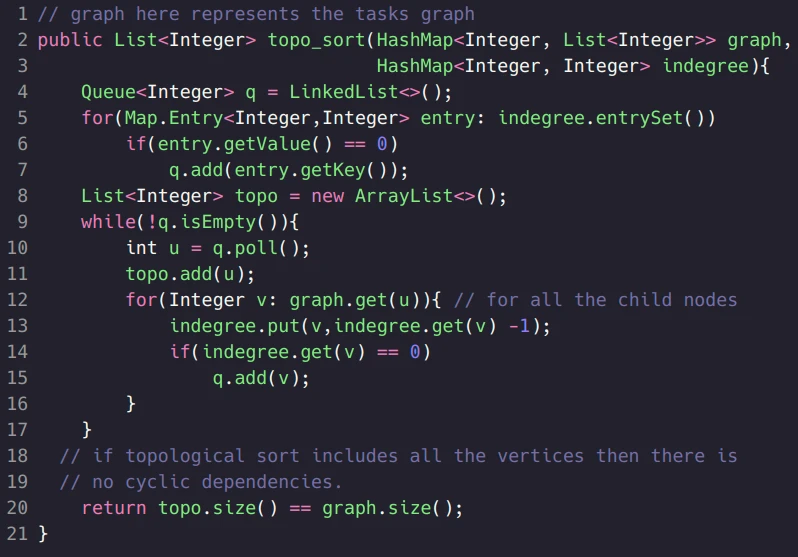 1 // graph here represents the tasks graph
2 public List<Integer> topo_sort(HashMap<Integer, List<Integer>> graph,
3                                HashMap<Integer, Integer> indegree){
4     Queue<Integer> q = LinkedList<>();
5     for(Map.Entry<Integer,Integer> entry: indegree.entrySet())
6         if(entry.getValue() == 0)
7             q.add(entry.getKey());
8     List<Integer> topo = new ArrayList<>();
9     while(!q.isEmpty()){
10         int u = q.poll();
11         topo.add(u);
12         for(Integer v: graph.get(u)){ // for all the child nodes
13             indegree.put(v,indegree.get(v) -1);
14             if(indegree.get(v) == 0)
15                 q.add(v);
16         }
17     }
18   // if topological sort includes all the vertices then there is
19   // no cyclic dependencies.
20     return topo.size() == graph.size();
21 }